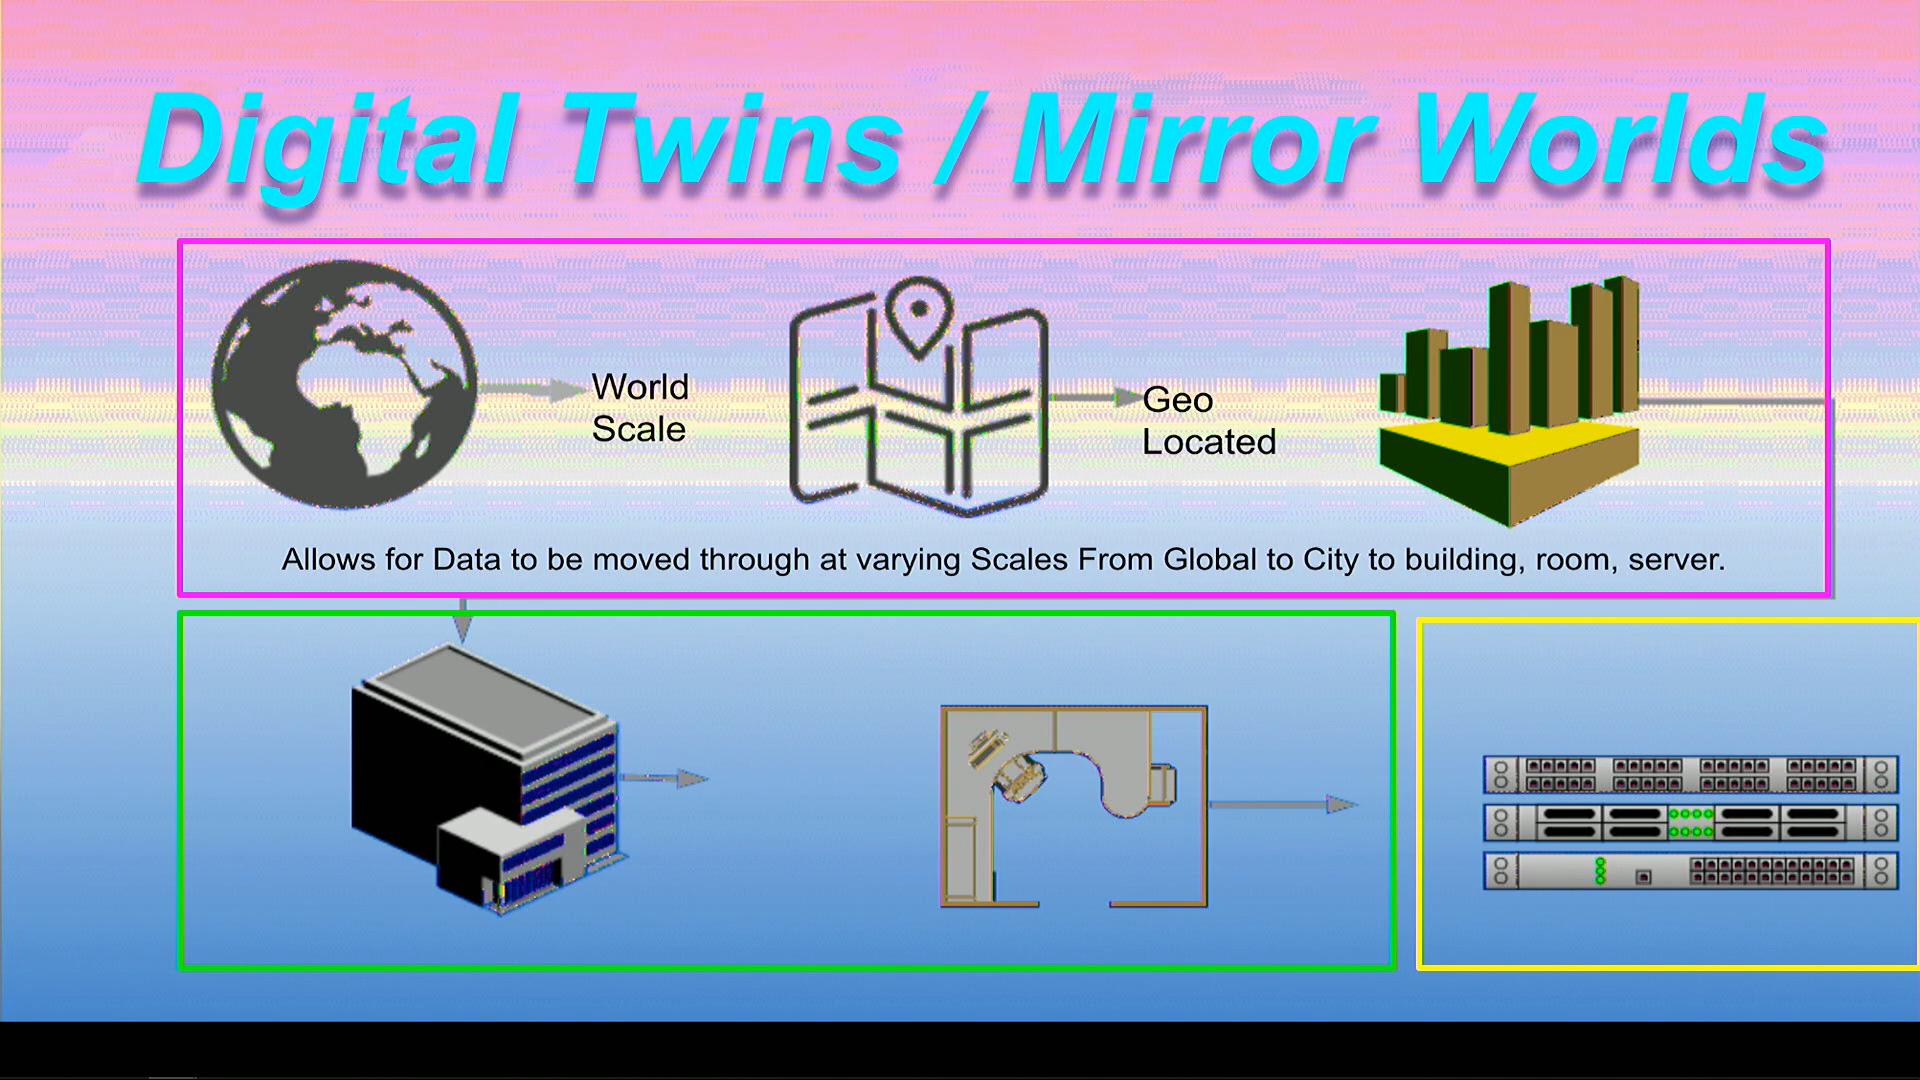 Digital Twins / Mirror Worlds
World
Scale
Geo
Located
Allows for Data to be moved through at varying Scales From Global to City to building, room, server.